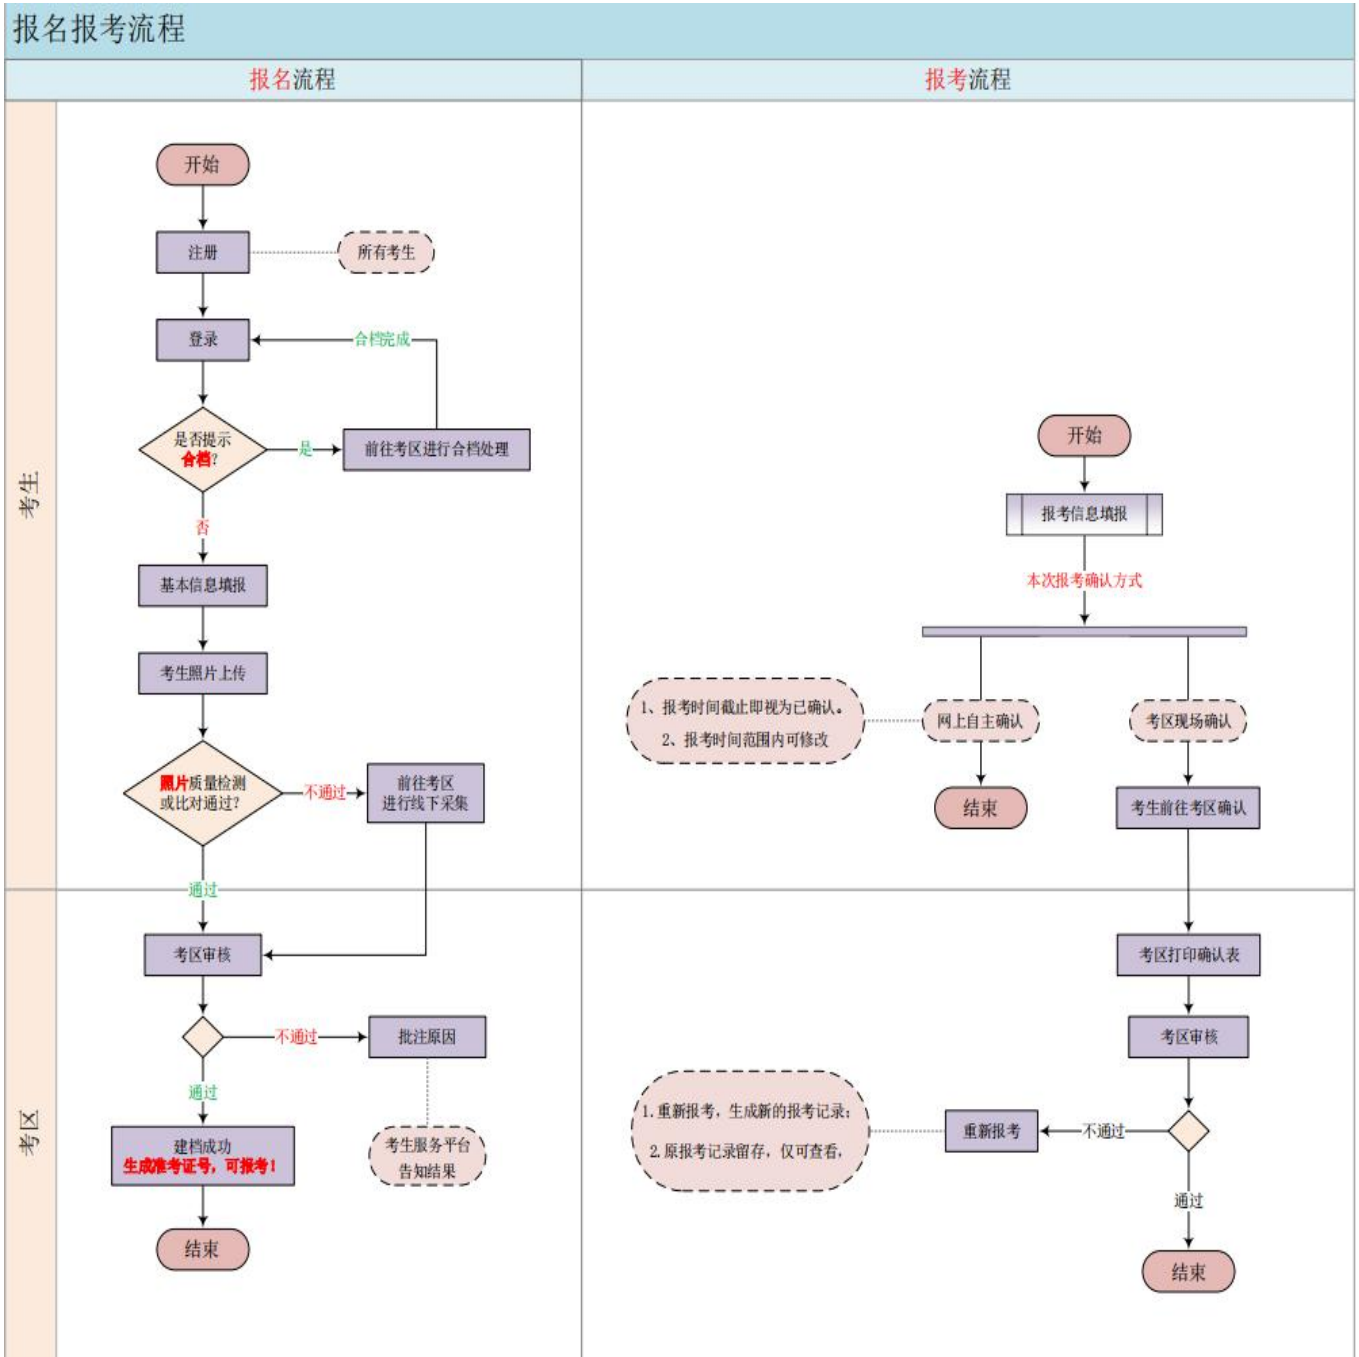 报名报考流程
报名流程
报考流程
考生
开始
注册
所有考生
登录
合档完成
是否提示
合档?
是
前往考区进行合档处理
否
基本信息填报
考生照片上传
照片质量检测
或比对通过?
不通过
前往考区
进行线下采集
通过
开始
报考信息填报
本次报考确认方式
1、报考时间截止即视为已确认。
2、报考时间范围内可修改
网上自主确认
考区现场确认
结束
考生前往考区确认
考区
考区审核
不通过
批注原因
通过
考生服务平台
告知结果
建档成功
生成准考证号，可报考!
结束
考区打印确认表
考区审核
1.重新报考，生成新的报考记录;
2.原报考记录留存，仅可查看，
重新报考
不通过
通过
结束